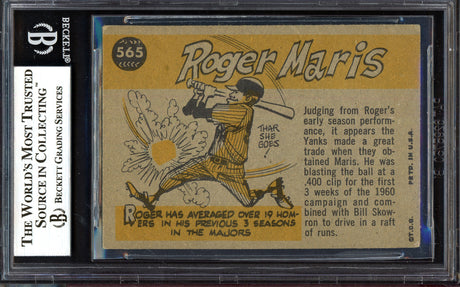 BECKETT
THE WORLD'S MOST TRUSTED
SOURCE IN COLLECTING™
BECKETT GRADING SERVICES
565
Roger Maris
THAR
SHE
GOES!
Judging from Roger's
early season perform-
ance, it appears the
Yanks made a great
trade when they ob-
tained Maris. He was
blasting the ball at a
.400 clip for the first
3 weeks of the 1960
campaign and com-
bined with Bill Skow-
ron to drive in a raft
of runs.
ROGER HAS AVERAGED OVER 19 HOM-
ERS IN HIS PREVIOUS 3 SEASONS
IN THE MAJORS
©T.C.G.
PRTD. IN U.S.A.